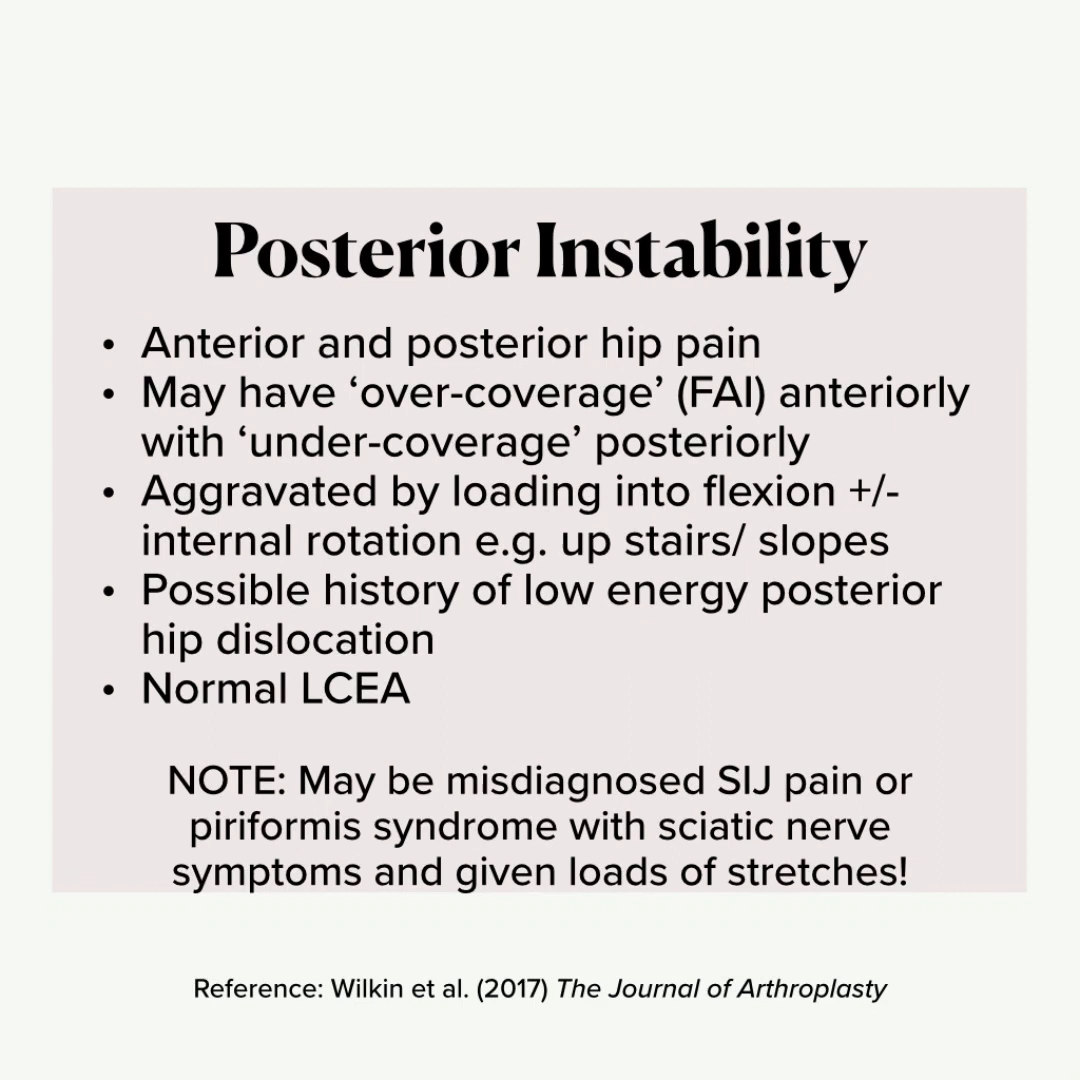 Posterior Instability
• Anterior and posterior hip pain
• May have ‘over-coverage’ (FAI) anteriorly
with ‘under-coverage’ posteriorly
• Aggravated by loading into flexion +/-
internal rotation e.g. up stairs/ slopes
• Possible history of low energy posterior
hip dislocation
• Normal LCEA
NOTE: May be misdiagnosed SIJ pain or
piriformis syndrome with sciatic nerve
symptoms and given loads of stretches!
Reference: Wilkin et al. (2017) The Journal of Arthroplasty